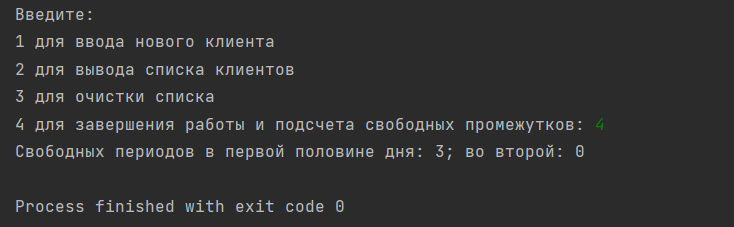 Введите:
1 для ввода нового клиента
2 для вывода списка клиентов
3 для очистки списка
4 для завершения работы и подсчета свободных промежутков: 4
Свободных периодов в первой половине дня: 3; во второй: 0
Process finished with exit code 0